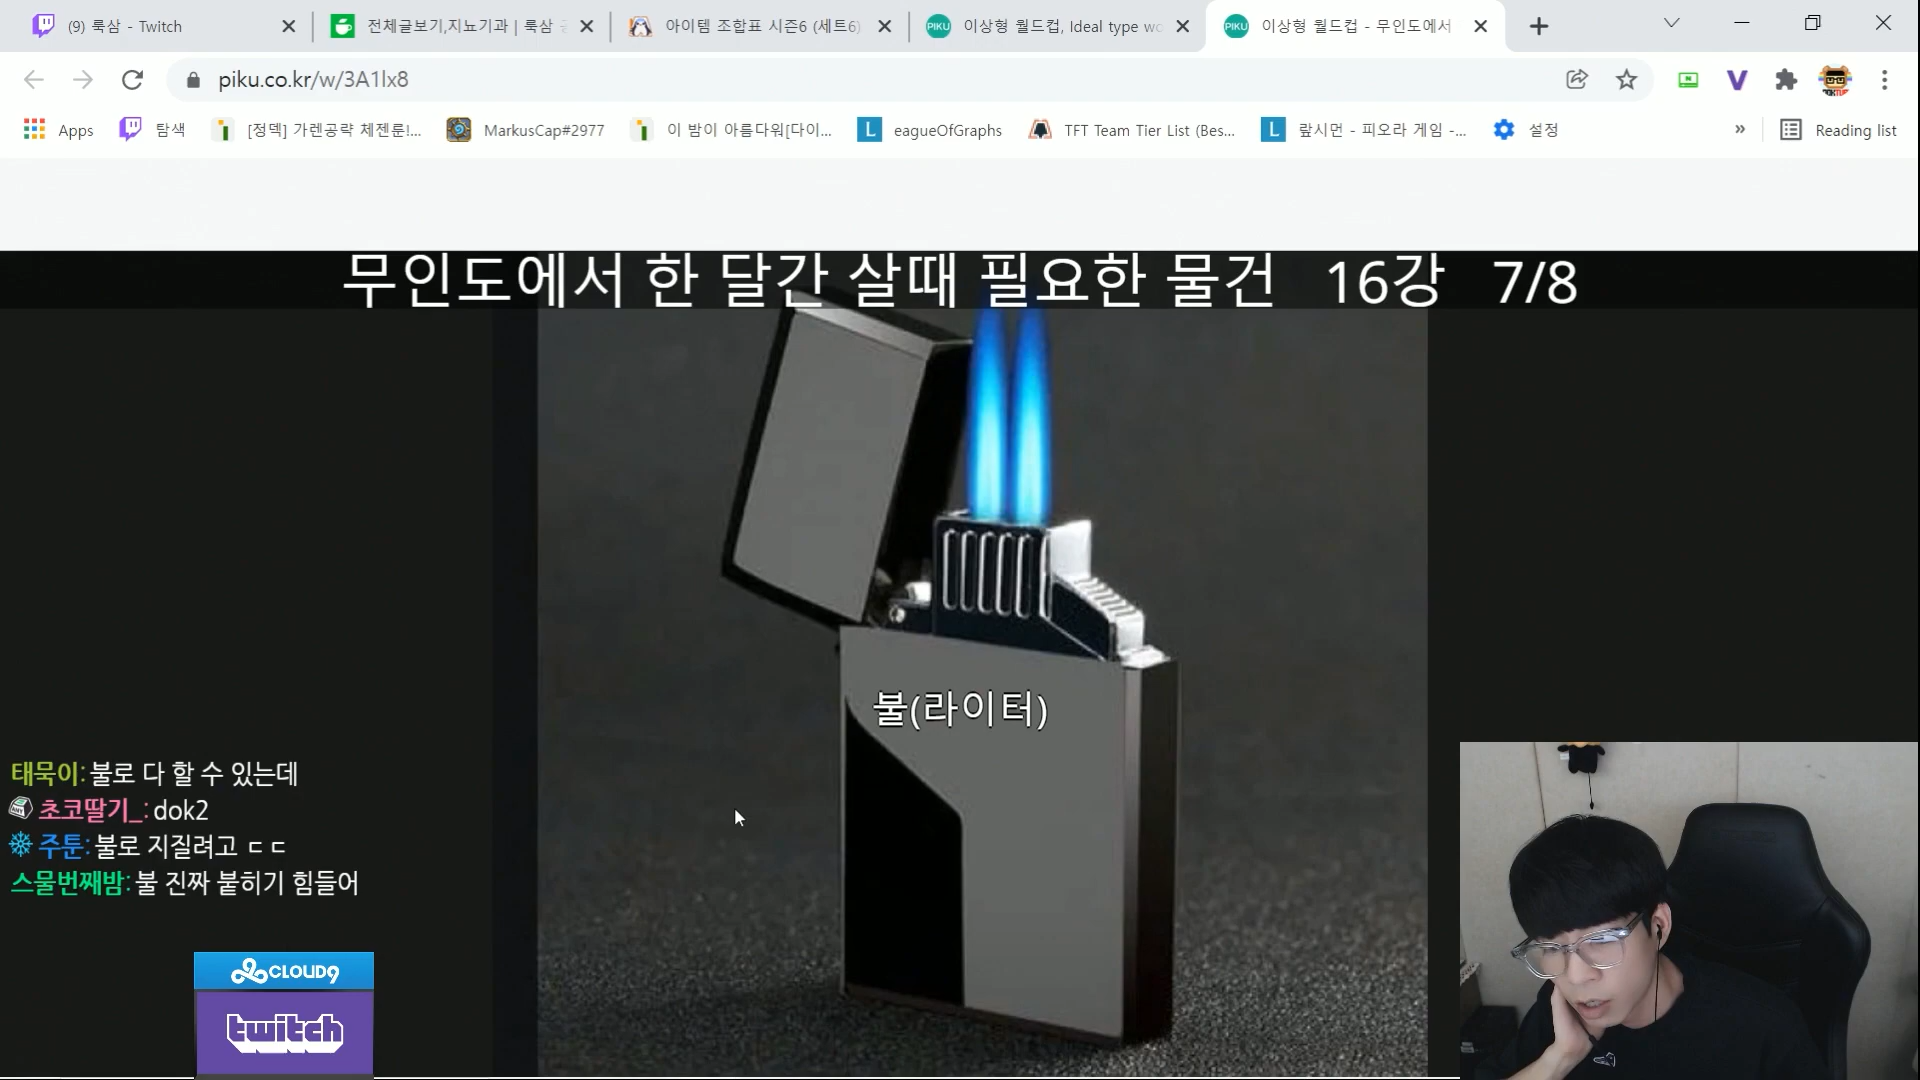 (9) 룩삼 - Twitch
전체글보기,지뇨기과 | 룩삼
아이템 조합표 시즌6 (세트6)
이상형 월드컵, Ideal type wo
이상형 월드컵 - 무인도에서
piku.co.kr/w/3A1lx8
Apps
탐색
[정덱] 가렌공략 체젠룬!...
MarkusCap#2977
이 밤이 아름다워[다이...
L eagueOfGraphs
TFT Team Tier List (Bes...
L 랖시먼 - 피오라 게임 -...
설정
»
Reading list
무인도에서 한 달간 살때 필요한 물건 16강 7/8
불(라이터)
태묵이: 불로 다 할 수 있는데
초코딸기_: dok2
주툰: 불로 지질려고 ㄷㄷ
스물번째밤: 불 진짜 붙히기 힘들어
CLOUD9
twitch